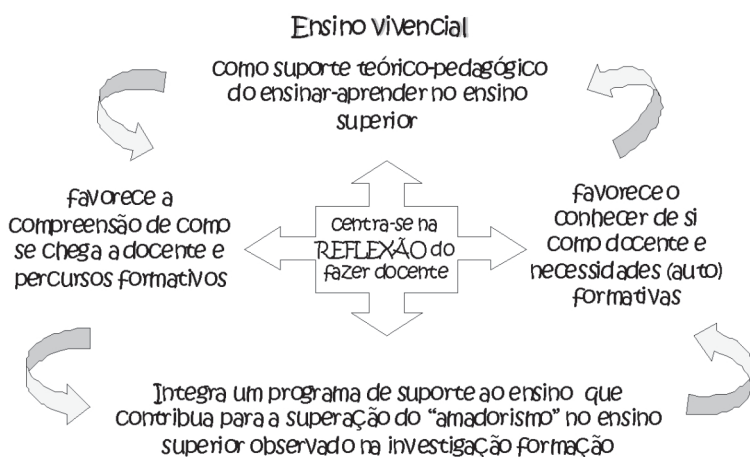 Ensino vivencial
como suporte teórico-pedagógico
do ensinar-aprender no ensino
superior
favorece a
compreensão de como
se chega a docente e
percursos formativos
centra-se na
REFLEXÃO do
fazer docente
favorece o
conhecer de si
como docente e
necessidades (auto)
formativas
Integra um programa de suporte ao ensino que
contribua para a superação do “amadorismo” no ensino
superior observado na investigação formação